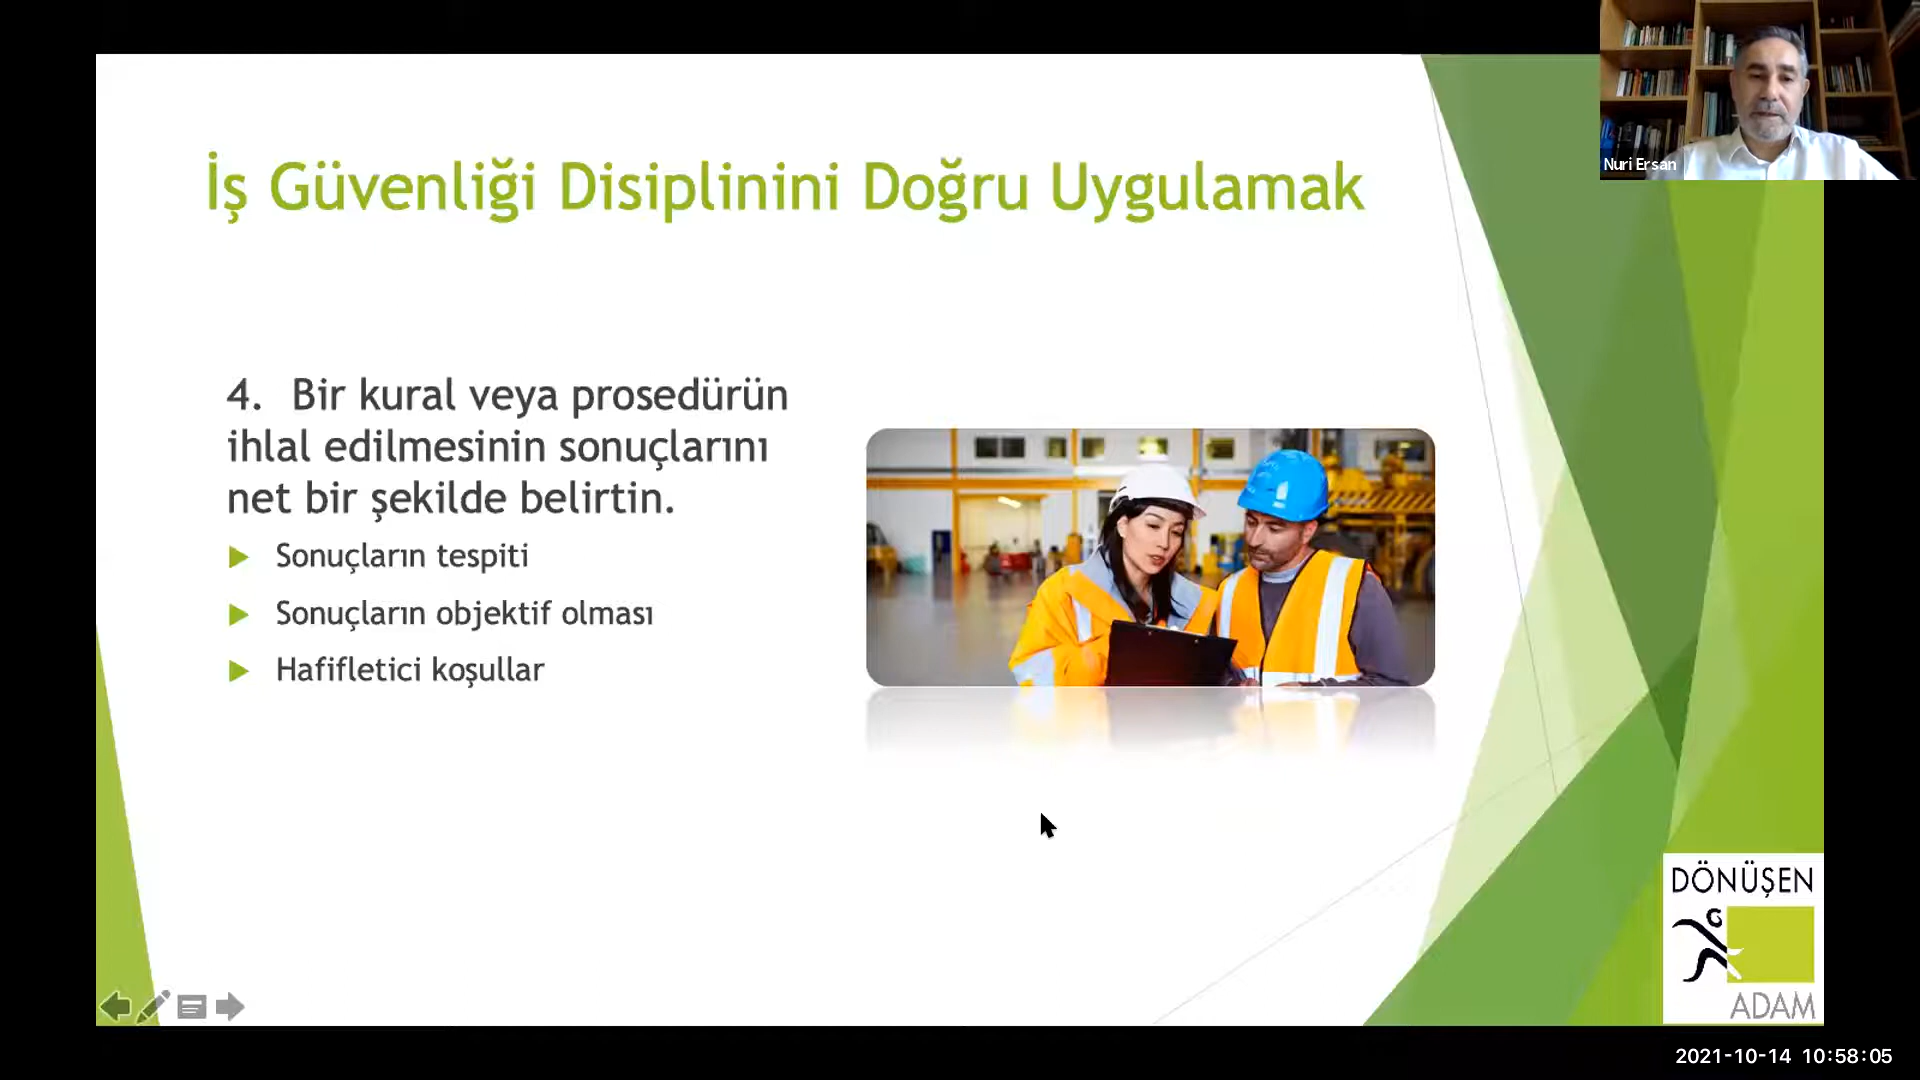 Nuri Ersan
İş Güvenliği Disiplinini Doğru Uygulamak
4. Bir kural veya prosedürün
ihlal edilmesinin sonuçlarını
net bir şekilde belirtin.
Sonuçların tespiti
Sonuçların objektif olması
Hafifletici koşullar
DÖNÜŞEN
ADAM
2021-10-14 10:58:05